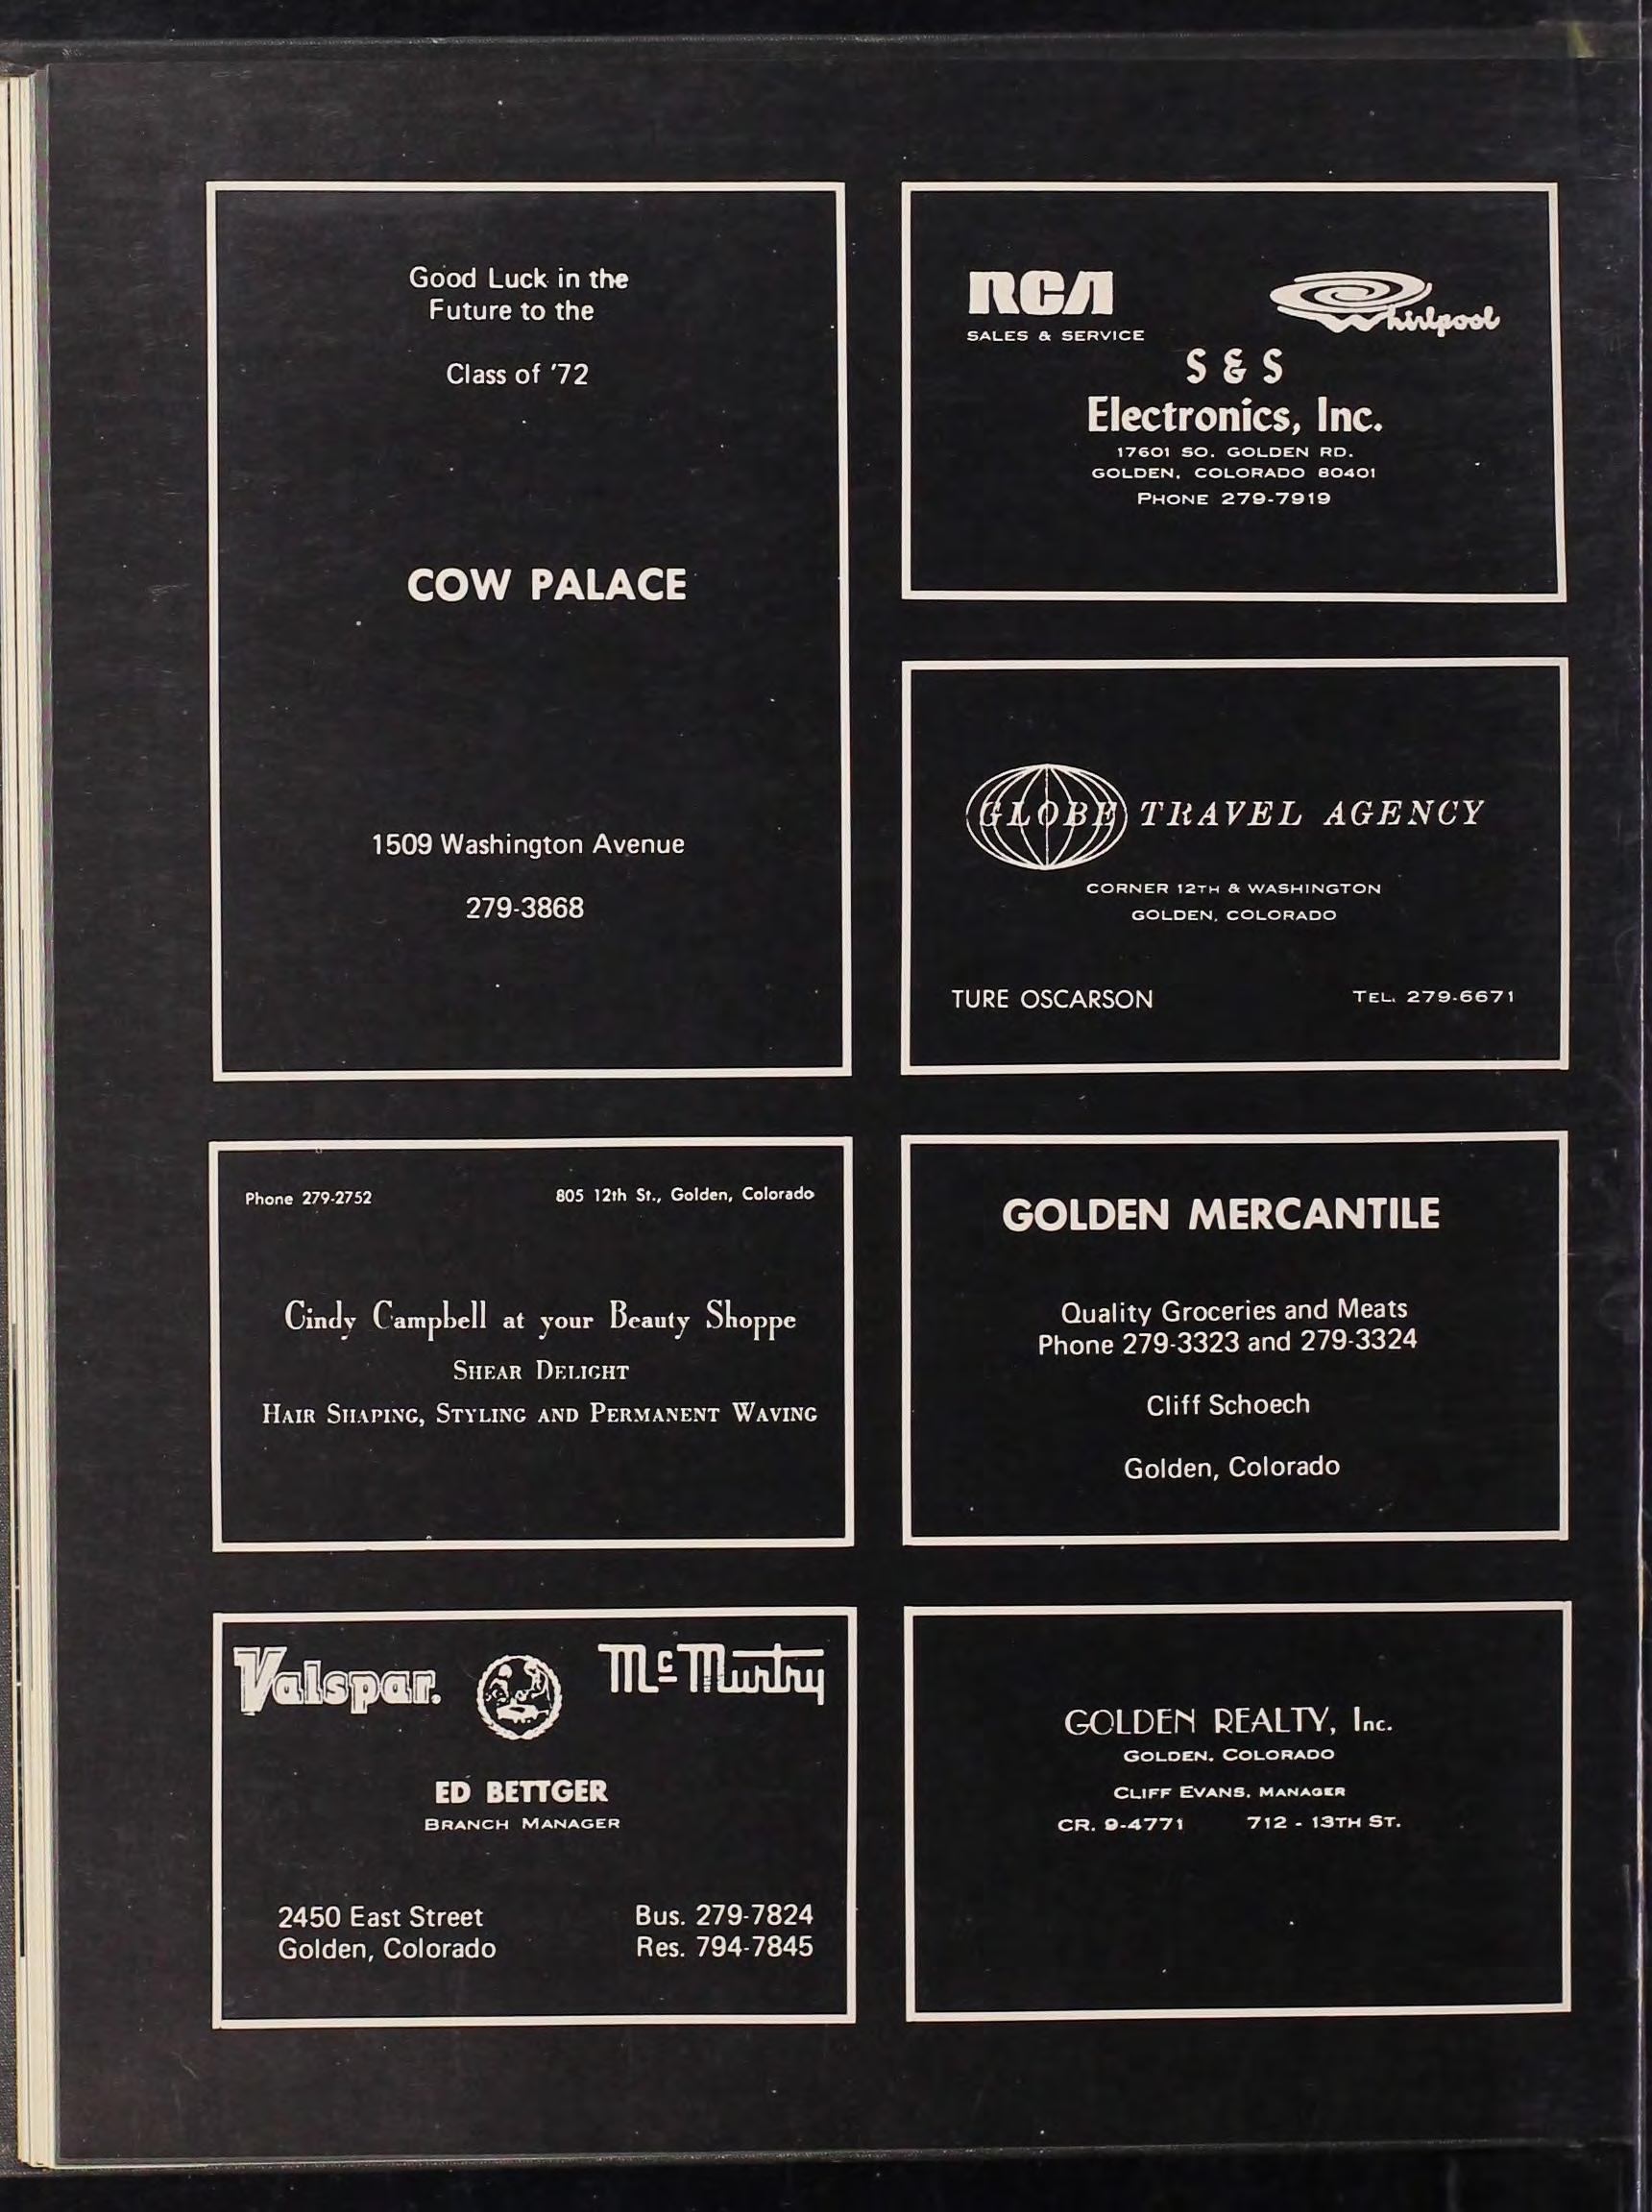 Good Luck in the
Future to the
Class of '72
COW PALACE
1509 Washington Avenue
279-3868
RCA
SALES & SERVICE
Whirlpool
S & S
Electronics, Inc.
17601 SO. GOLDEN RD.
GOLDEN, COLORADO 80401
PHONE 279-7919
GLOBE TRAVEL AGENCY
CORNER 12TH & WASHINGTON
GOLDEN, COLORADO
TURE OSCARSON TEL. 279-6671
Phone 279-2752 805 12th St., Golden, Colorado
Cindy Campbell at your Beauty Shoppe
SHEAR DELIGHT
HAIR SHAPING, STYLING AND PERMANENT WAVING
GOLDEN MERCANTILE
Quality Groceries and Meats
Phone 279-3323 and 279-3324
Cliff Schoech
Golden, Colorado
Valspar. McMurtry
ED BETTGER
BRANCH MANAGER
2450 East Street Bus. 279-7824
Golden, Colorado Res. 794-7845
GOLDEN REALTY, Inc.
GOLDEN, COLORADO
CLIFF EVANS, MANAGER
CR. 9-4771 712 - 13TH ST.